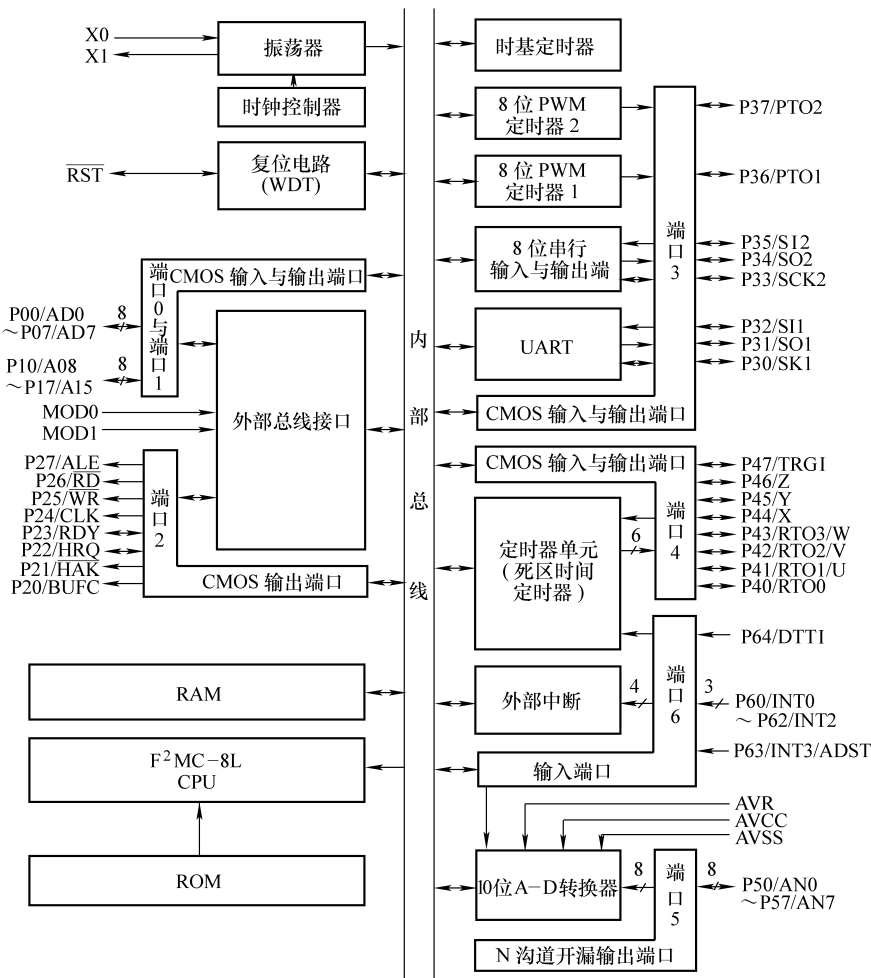 X0
X1
振荡器
时钟控制器
RST
复位电路
(WDT)
CMOS 输入与输出端口
端口0与端口1
P00/AD0
～P07/AD7
8
P10/A08
～P17/A15
8
MOD0
MOD1
外部总线接口
P27/ALE
P26/RD
P25/WR
P24/CLK
P23/RDY
P22/HRQ
P21/HAK
P20/BUFC
端口2
CMOS 输出端口
RAM
F²MC-8L
CPU
ROM
内部总线
时基定时器
8 位 PWM
定时器 2
8 位 PWM
定时器 1
8 位串行
输入与输出端
UART
CMOS 输入与输出端口
端口3
P37/PTO2
P36/PTO1
P35/SI2
P34/SO2
P33/SCK2
P32/SI1
P31/SO1
P30/SK1
CMOS 输入与输出端口
端口4
定时器单元
(死区时间
定时器)
6
P47/TRGI
P46/Z
P45/Y
P44/X
P43/RTO3/W
P42/RTO2/V
P41/RTO1/U
P40/RTO0
P64/DTTI
外部中断
4
端口6
3
P60/INT0
～P62/INT2
P63/INT3/ADST
输入端口
AVR
AVCC
AVSS
10位A-D转换器
8
端口5
8
P50/AN0
～P57/AN7
N 沟道开漏输出端口